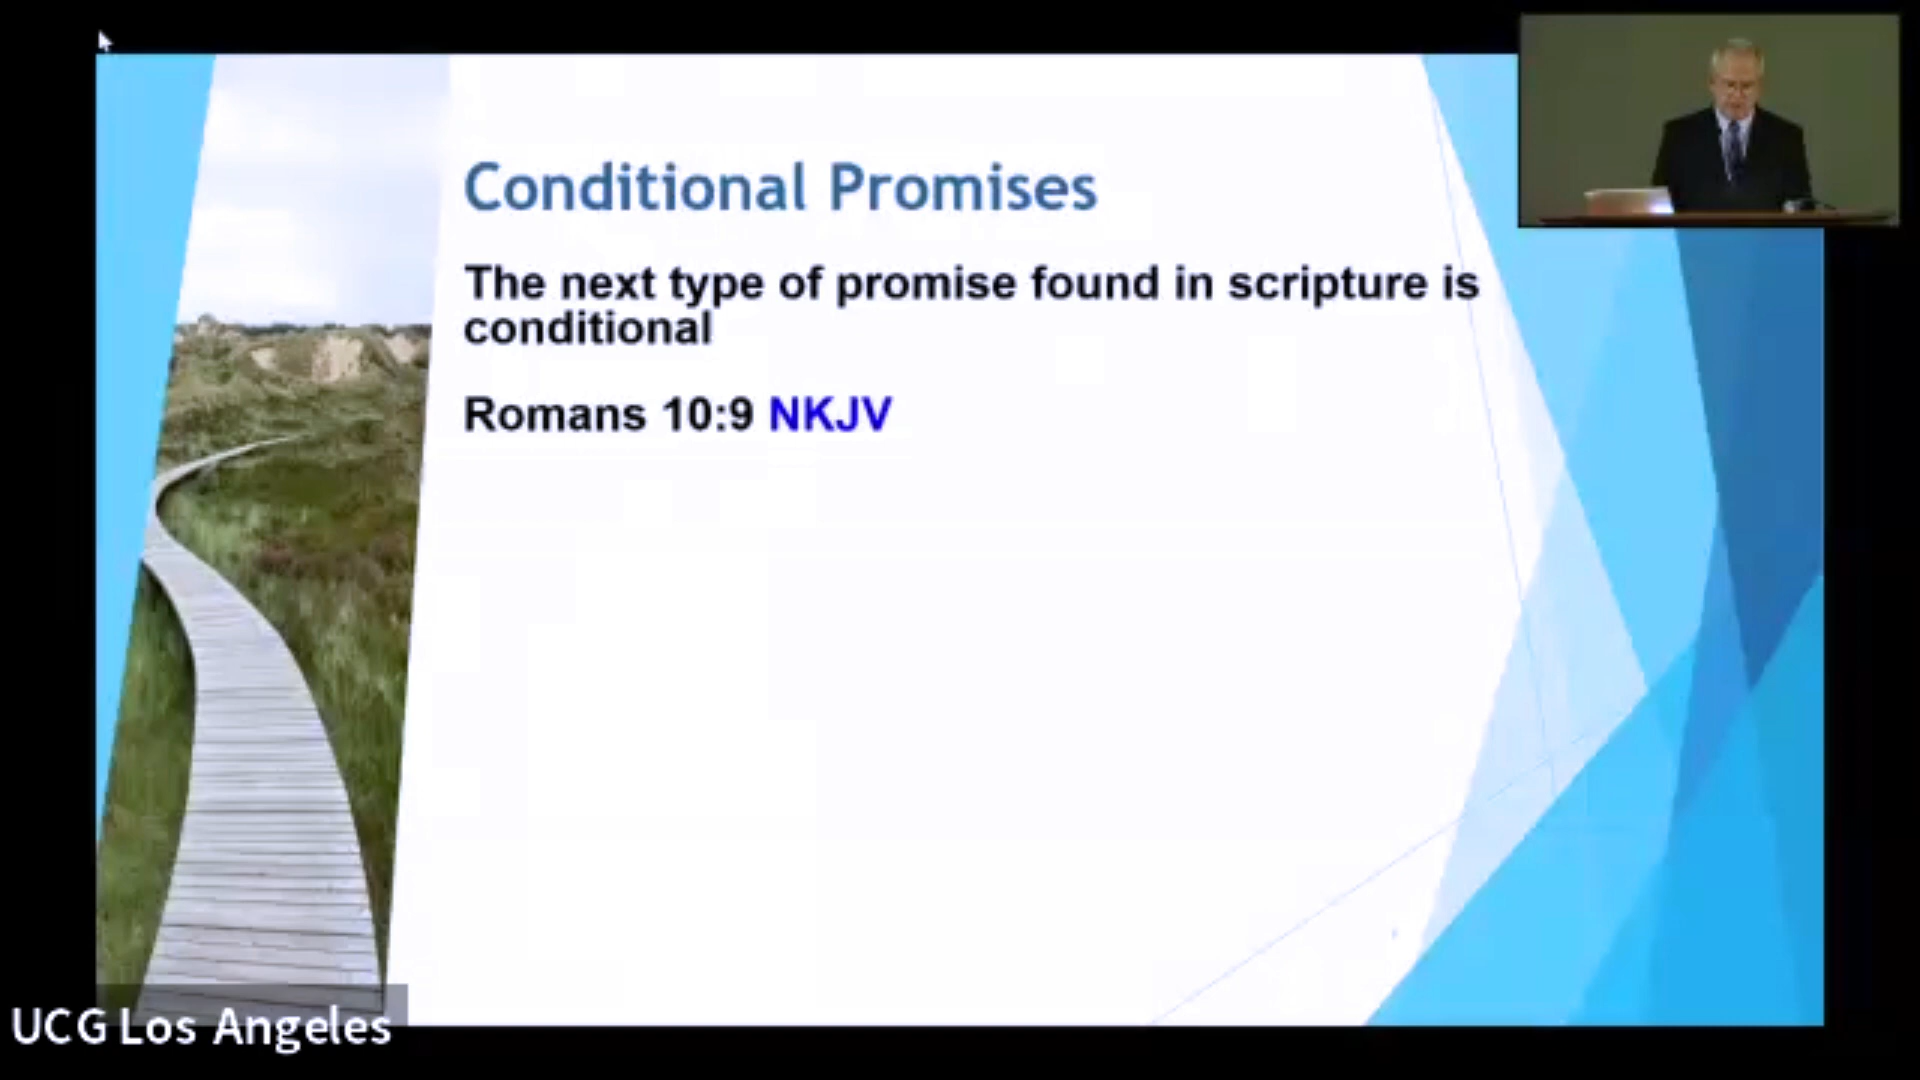 Conditional Promises
The next type of promise found in scripture is
conditional
Romans 10:9 NKJV
UCG Los Angeles